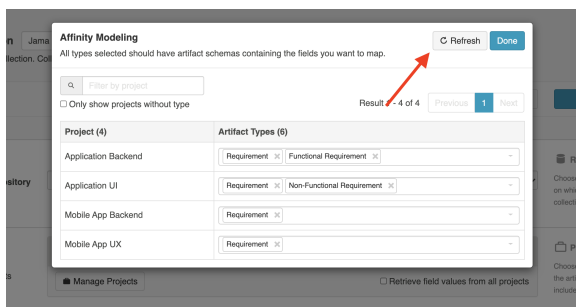 Affinity Modeling
Refresh
Done
All types selected should have artifact schemas containing the fields you want to map.
Filter by project
Only show projects without type
Result 1 - 4 of 4
Previous
1
Next
Project (4)
Artifact Types (6)
Application Backend
Requirement × Functional Requirement ×
Application UI
Requirement × Non-Functional Requirement ×
Mobile App Backend
Requirement ×
Mobile App UX
Requirement ×
Jama
Manage Projects
Retrieve field values from all projects